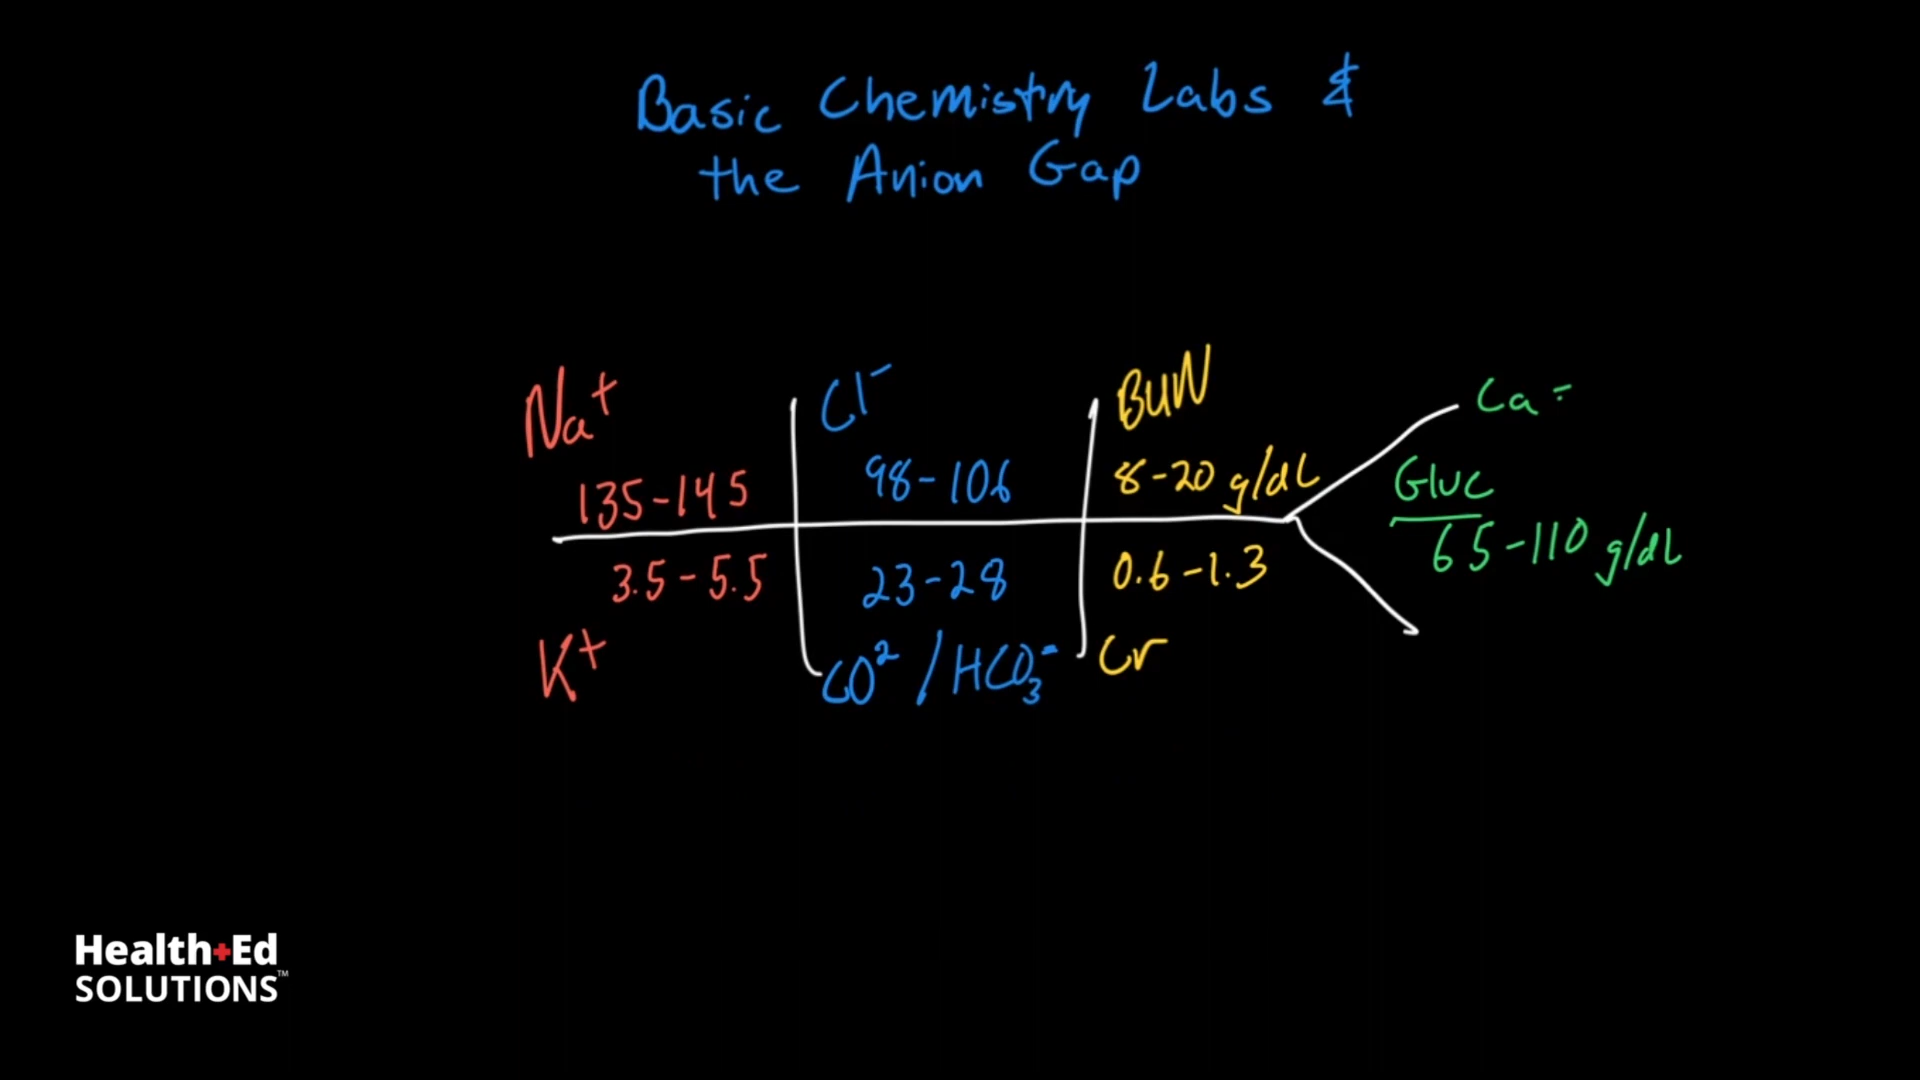 Basic Chemistry Labs &
the Anion Gap
Na+ Cl- BUN Ca=
135-145 98-106 8-20 g/dL Gluc
3.5-5.5 23-28 0.6-1.3 65-110 g/dL
K+ CO² / HCO₃- Cr
Health+Ed
SOLUTIONS™